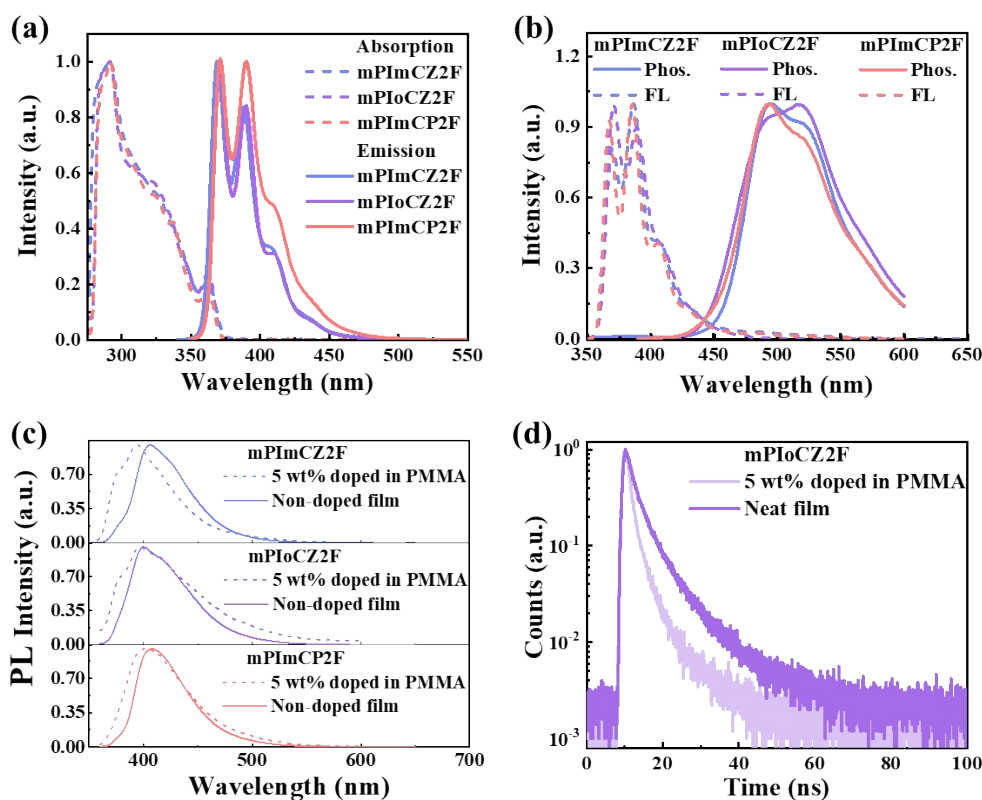 (a)
Intensity (a.u.)
1.0
0.8
0.6
0.4
0.2
0.0
300
350
400
450
500
550
Wavelength (nm)
Absorption
mPImCZ2F
mPIoCZ2F
mPImCP2F
Emission
mPImCZ2F
mPIoCZ2F
mPImCP2F
(b)
Intensity (a.u.)
1.2
0.9
0.6
0.3
0.0
350
400
450
500
550
600
650
Wavelength (nm)
mPImCZ2F mPIoCZ2F mPImCP2F
Phos. Phos. Phos.
FL FL FL
(c)
PL Intensity (a.u.)
1.00
0.70
0.35
0.00
mPImCZ2F
5 wt% doped in PMMA
Non-doped film
1.00
0.70
0.35
0.00
mPIoCZ2F
5 wt% doped in PMMA
Non-doped film
1.05
0.70
0.35
0.00
mPImCP2F
5 wt% doped in PMMA
Non-doped film
400
500
600
700
Wavelength (nm)
(d)
Counts (a.u.)
10⁰
10⁻¹
10⁻²
10⁻³
mPIoCZ2F
5 wt% doped in PMMA
Neat film
0
20
40
60
80
100
Time (ns)